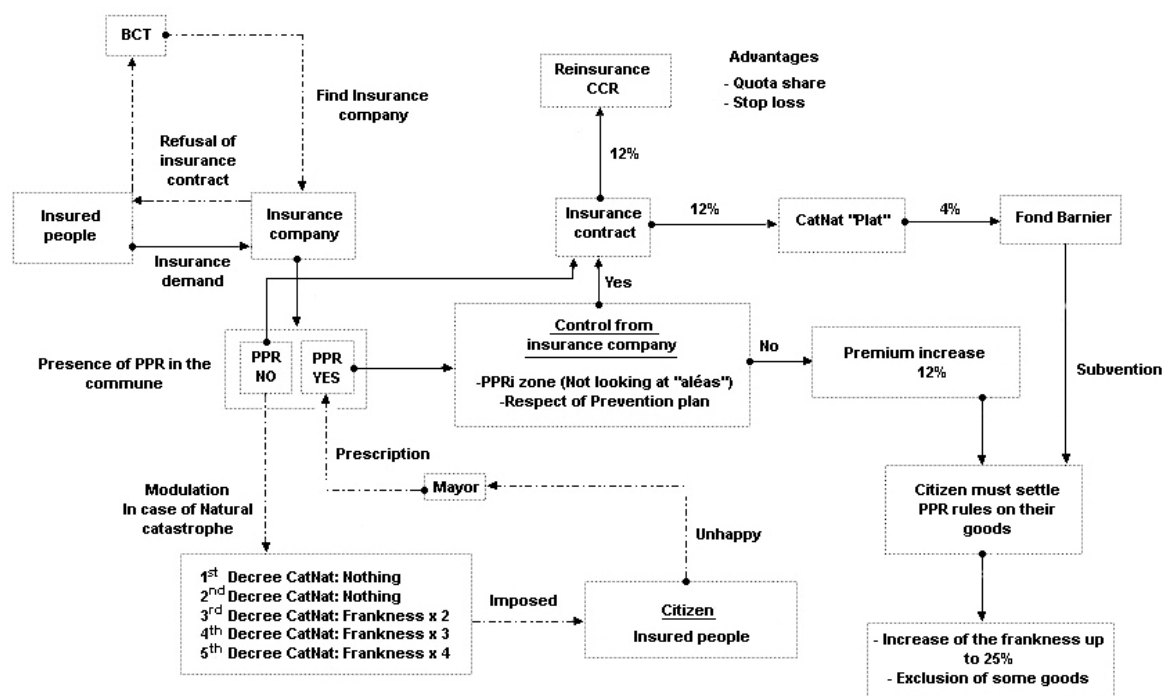 BCT
Find Insurance
company
Refusal of
insurance
contract
Insured
people
Insurance
company
Insurance
demand
Reinsurance
CCR
Advantages
- Quota share
- Stop loss
12%
Insurance
contract
12%
CatNat "Plat"
4%
Fond Barnier
Yes
Presence of PPR in the
commune
PPR
NO
PPR
YES
Control from
insurance company
-PPRi zone (Not looking at "aléas")
-Respect of Prevention plan
No
Premium increase
12%
Subvention
Prescription
Mayor
Modulation
In case of Natural
catastrophe
Unhappy
Citizen must settle
PPR rules on their
goods
1st Decree CatNat: Nothing
2nd Decree CatNat: Nothing
3rd Decree CatNat: Frankness x 2
4th Decree CatNat: Frankness x 3
5th Decree CatNat: Frankness x 4
Imposed
Citizen
Insured people
- Increase of the frankness up
to 25%
- Exclusion of some goods